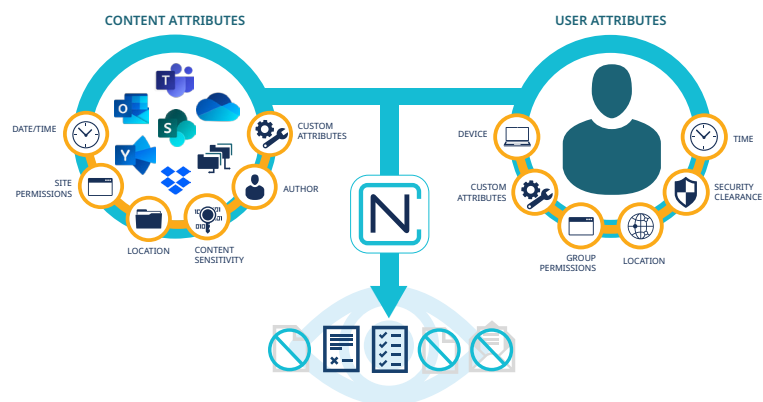 CONTENT ATTRIBUTES
USER ATTRIBUTES
T
O
S
Y
DATE/TIME
CUSTOM
ATTRIBUTES
SITE
PERMISSIONS
AUTHOR
LOCATION
CONTENT
SENSITIVITY
DEVICE
TIME
CUSTOM
ATTRIBUTES
SECURITY
CLEARANCE
GROUP
PERMISSIONS
LOCATION
N